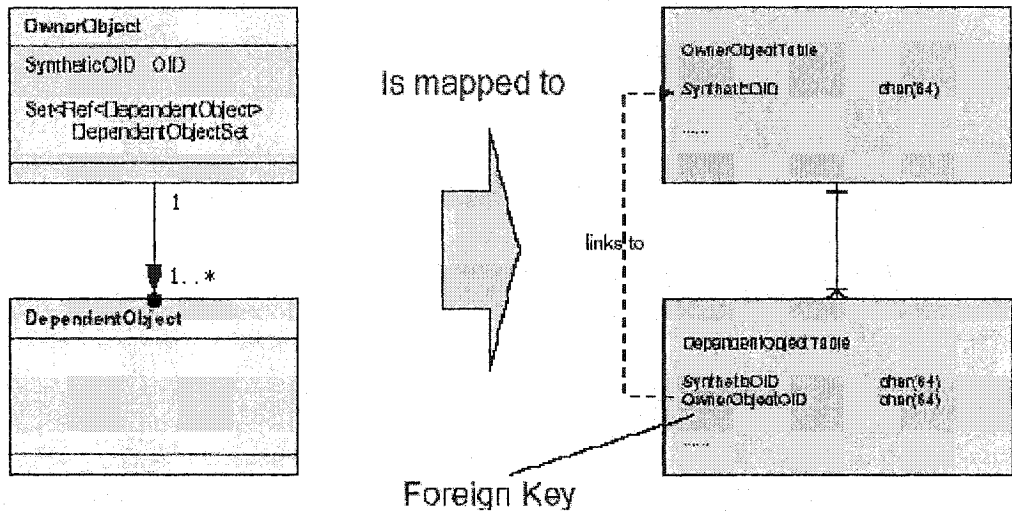 OwnerObject
SyntheticOID OID
Set<Ref<DependentObject>
DependentObjectSet
1
1..*
DependentObject
Is mapped to
OwnerObjectTable
SyntheticOID char(64)
......
links to
DependentObjectTable
SyntheticOID char(64)
OwnerObjectOID char(64)
......
Foreign Key